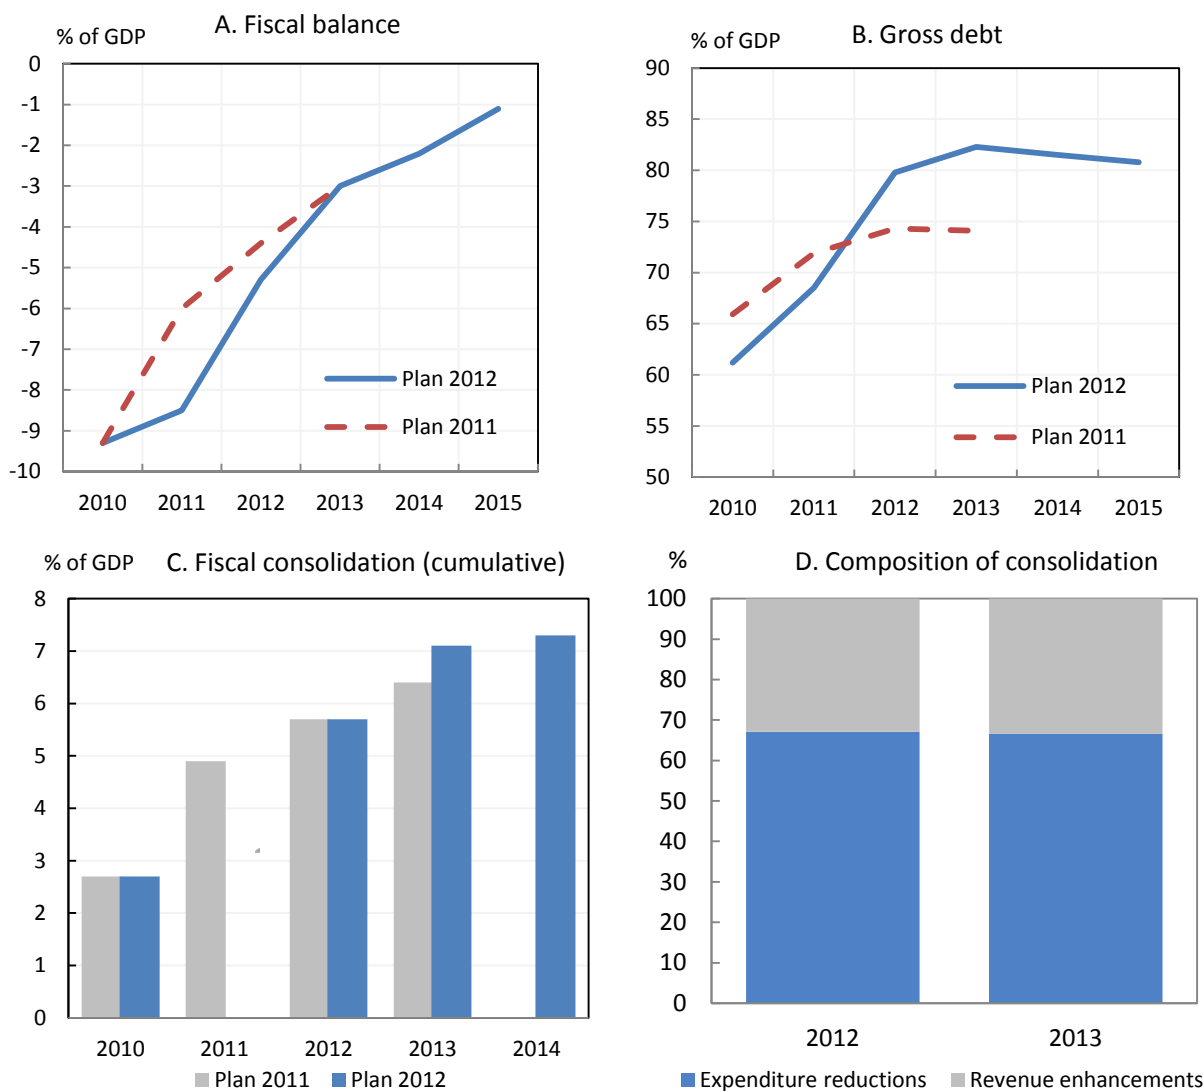 A. Fiscal balance
% of GDP
0
-1
-2
-3
-4
-5
-6
-7
-8
-9
-10
Plan 2012
Plan 2011
2010 2011 2012 2013 2014 2015
B. Gross debt
% of GDP
90
85
80
75
70
65
60
55
50
Plan 2012
Plan 2011
2010 2011 2012 2013 2014 2015
% of GDP C. Fiscal consolidation (cumulative)
8
7
6
5
4
3
2
1
0
2010 2011 2012 2013 2014
Plan 2011 Plan 2012
% D. Composition of consolidation
100
90
80
70
60
50
40
30
20
10
0
2012 2013
Expenditure reductions Revenue enhancements